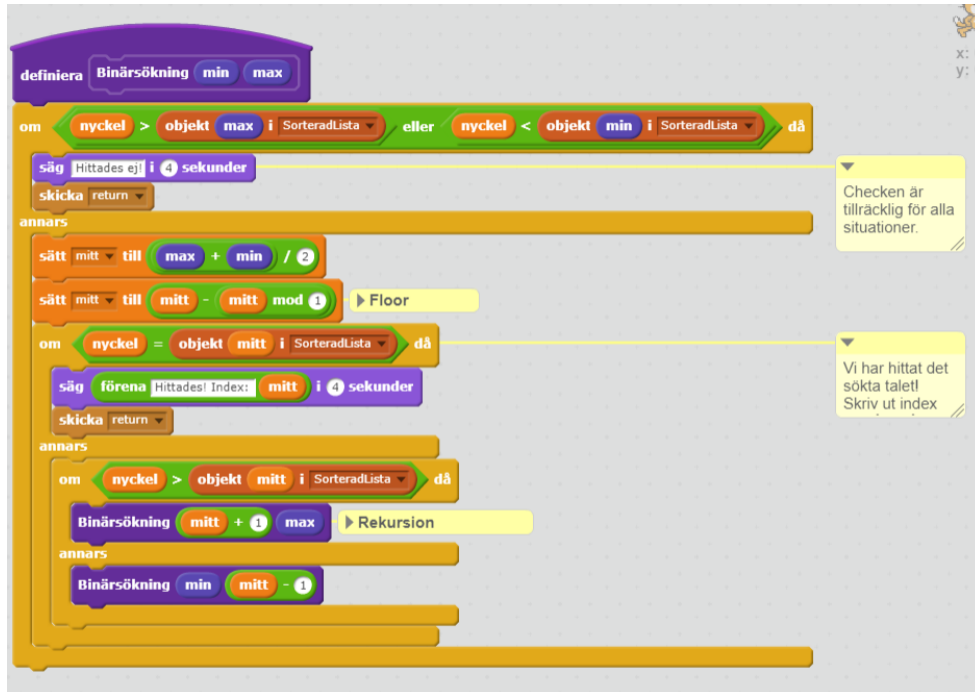 x:
y:
definiera Binärsökning min max
om nyckel > objekt max i SorteradLista eller nyckel < objekt min i SorteradLista då
säg Hittades ej! i 4 sekunder
skicka return
Checken är
tillräcklig för alla
situationer.
annars
sätt mitt till max + min / 2
sätt mitt till mitt - mitt mod 1
Floor
om nyckel = objekt mitt i SorteradLista då
Vi har hittat det
sökta talet!
Skriv ut index
säg förena Hittades! Index: mitt i 4 sekunder
skicka return
annars
om nyckel > objekt mitt i SorteradLista då
Binärsökning mitt + 1 max
Rekursion
annars
Binärsökning min mitt - 1